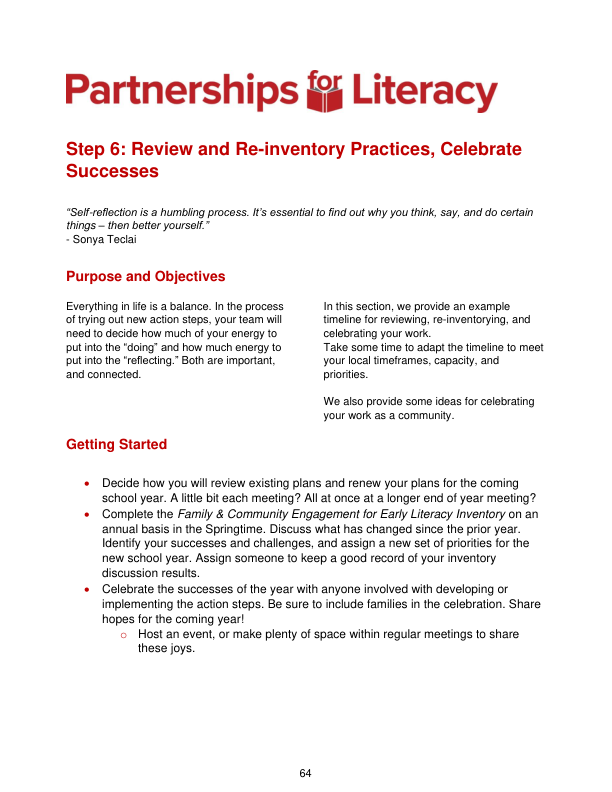 Partnerships for Literacy
Step 6: Review and Re-inventory Practices, Celebrate
Successes
“Self-reflection is a humbling process. It’s essential to find out why you think, say, and do certain
things – then better yourself.”
- Sonya Teclai
Purpose and Objectives
Everything in life is a balance. In the process
of trying out new action steps, your team will
need to decide how much of your energy to
put into the “doing” and how much energy to
put into the “reflecting.” Both are important,
and connected.
In this section, we provide an example
timeline for reviewing, re-inventorying, and
celebrating your work.
Take some time to adapt the timeline to meet
your local timeframes, capacity, and
priorities.
We also provide some ideas for celebrating
your work as a community.
Getting Started
• Decide how you will review existing plans and renew your plans for the coming
school year. A little bit each meeting? All at once at a longer end of year meeting?
• Complete the Family & Community Engagement for Early Literacy Inventory on an
annual basis in the Springtime. Discuss what has changed since the prior year.
Identify your successes and challenges, and assign a new set of priorities for the
new school year. Assign someone to keep a good record of your inventory
discussion results.
• Celebrate the successes of the year with anyone involved with developing or
implementing the action steps. Be sure to include families in the celebration. Share
hopes for the coming year!
o Host an event, or make plenty of space within regular meetings to share
these joys.
64